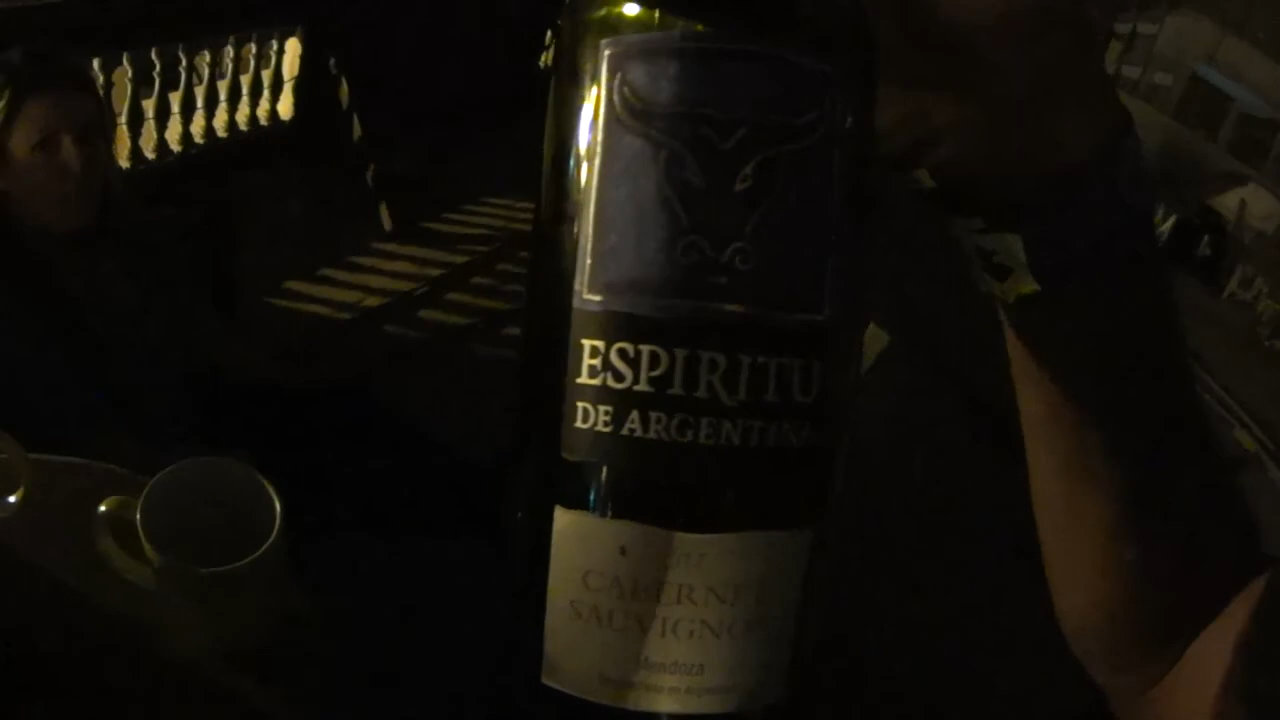 ESPIRITU
DE ARGENTINA
CABERNET
SAUVIGNON
Mendoza